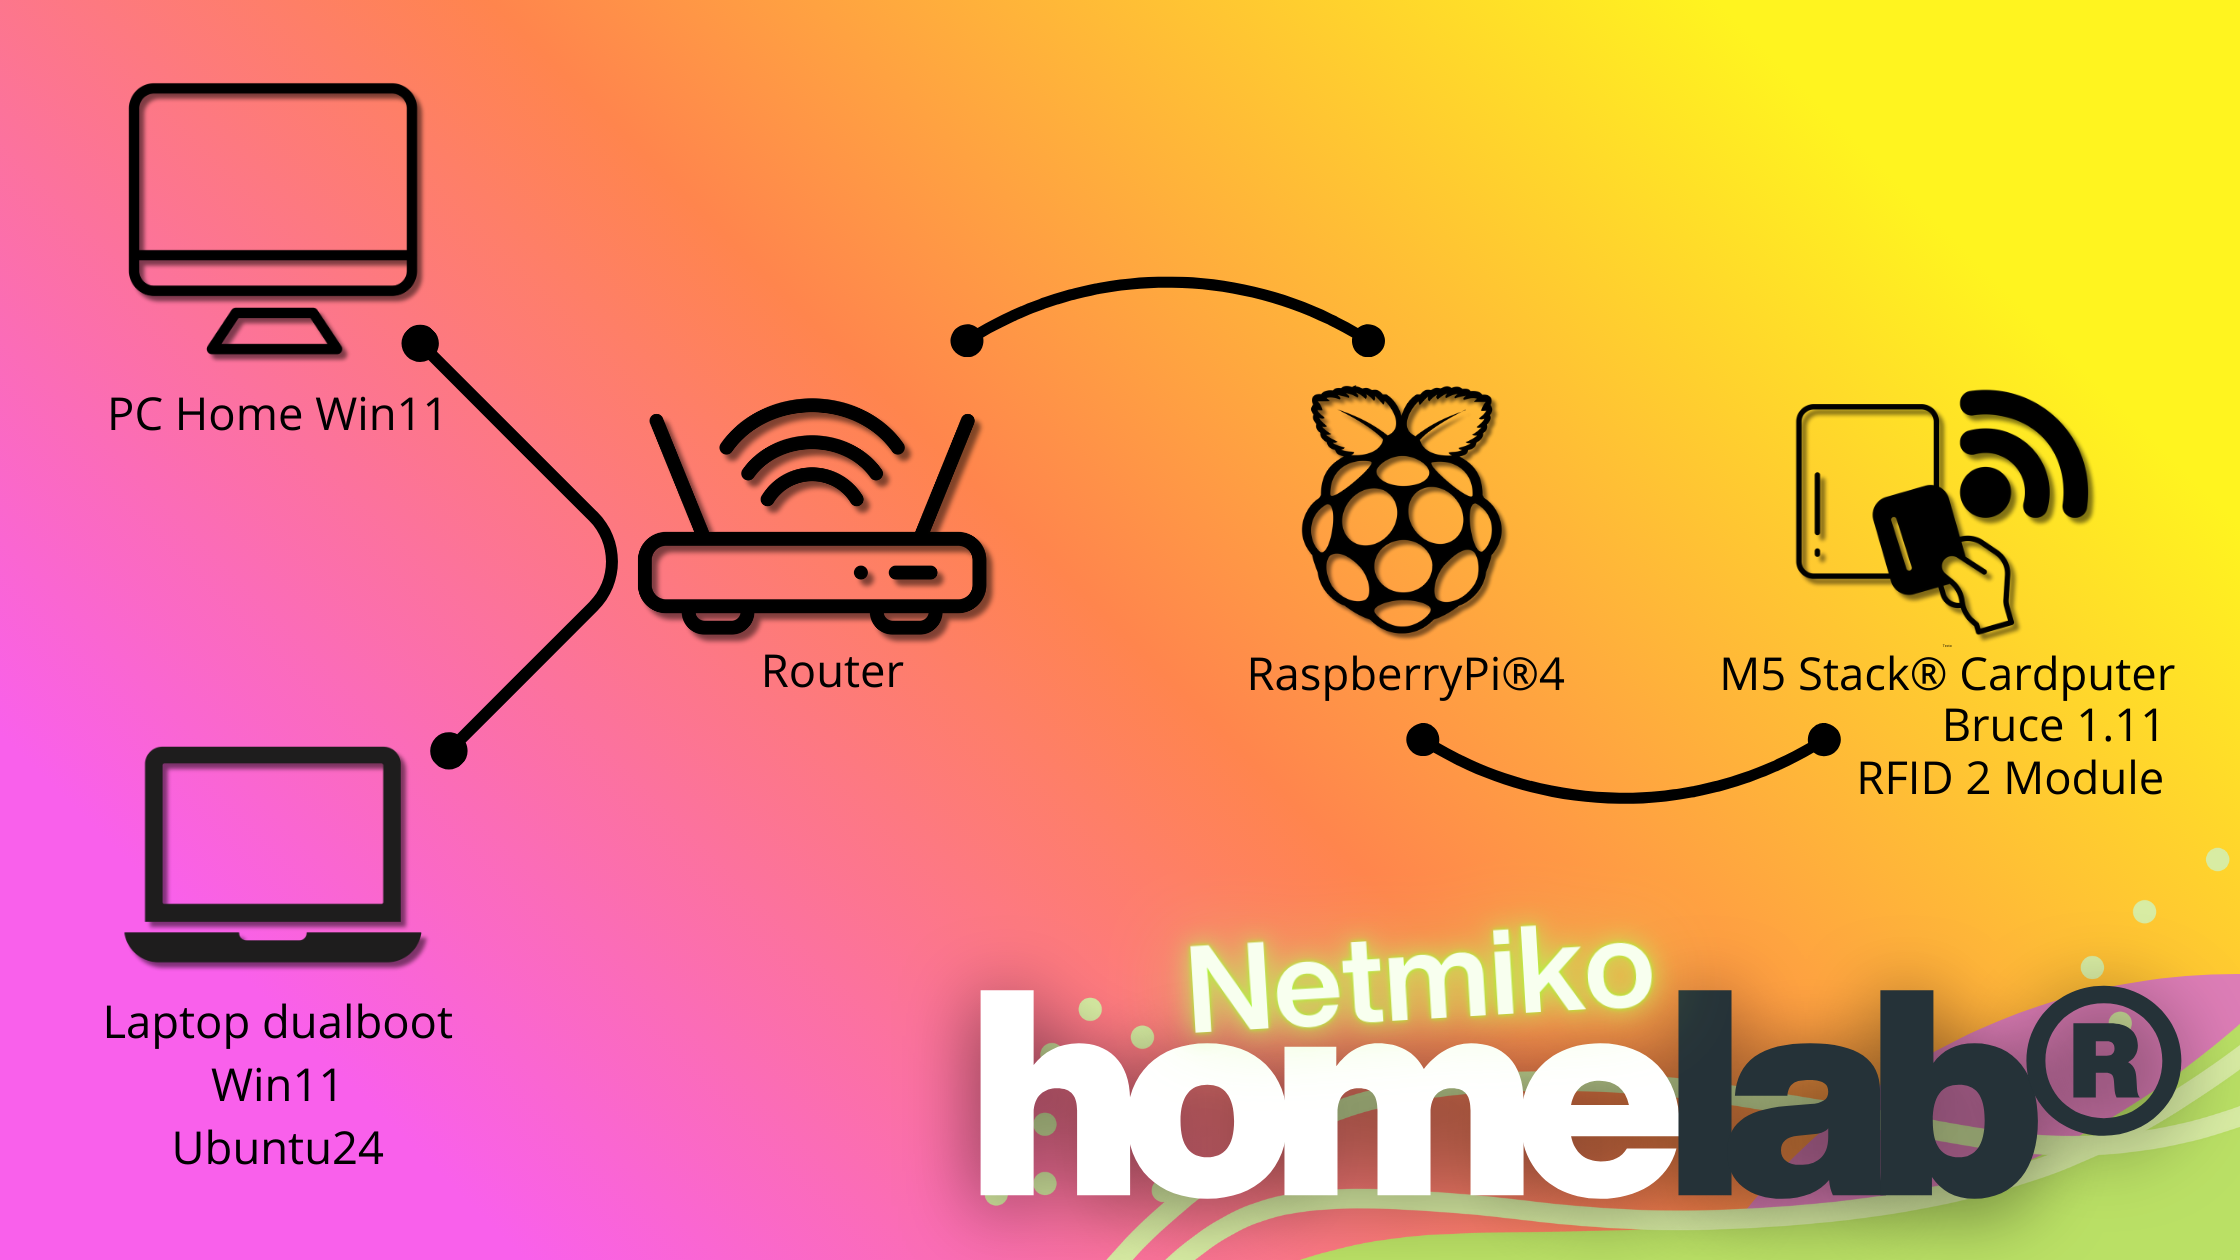 PC Home Win11
Router
RaspberryPi®4
M5 Stack® Cardputer
Bruce 1.11
RFID 2 Module
Laptop dualboot
Win11
Ubuntu24
Netmiko
homelab®